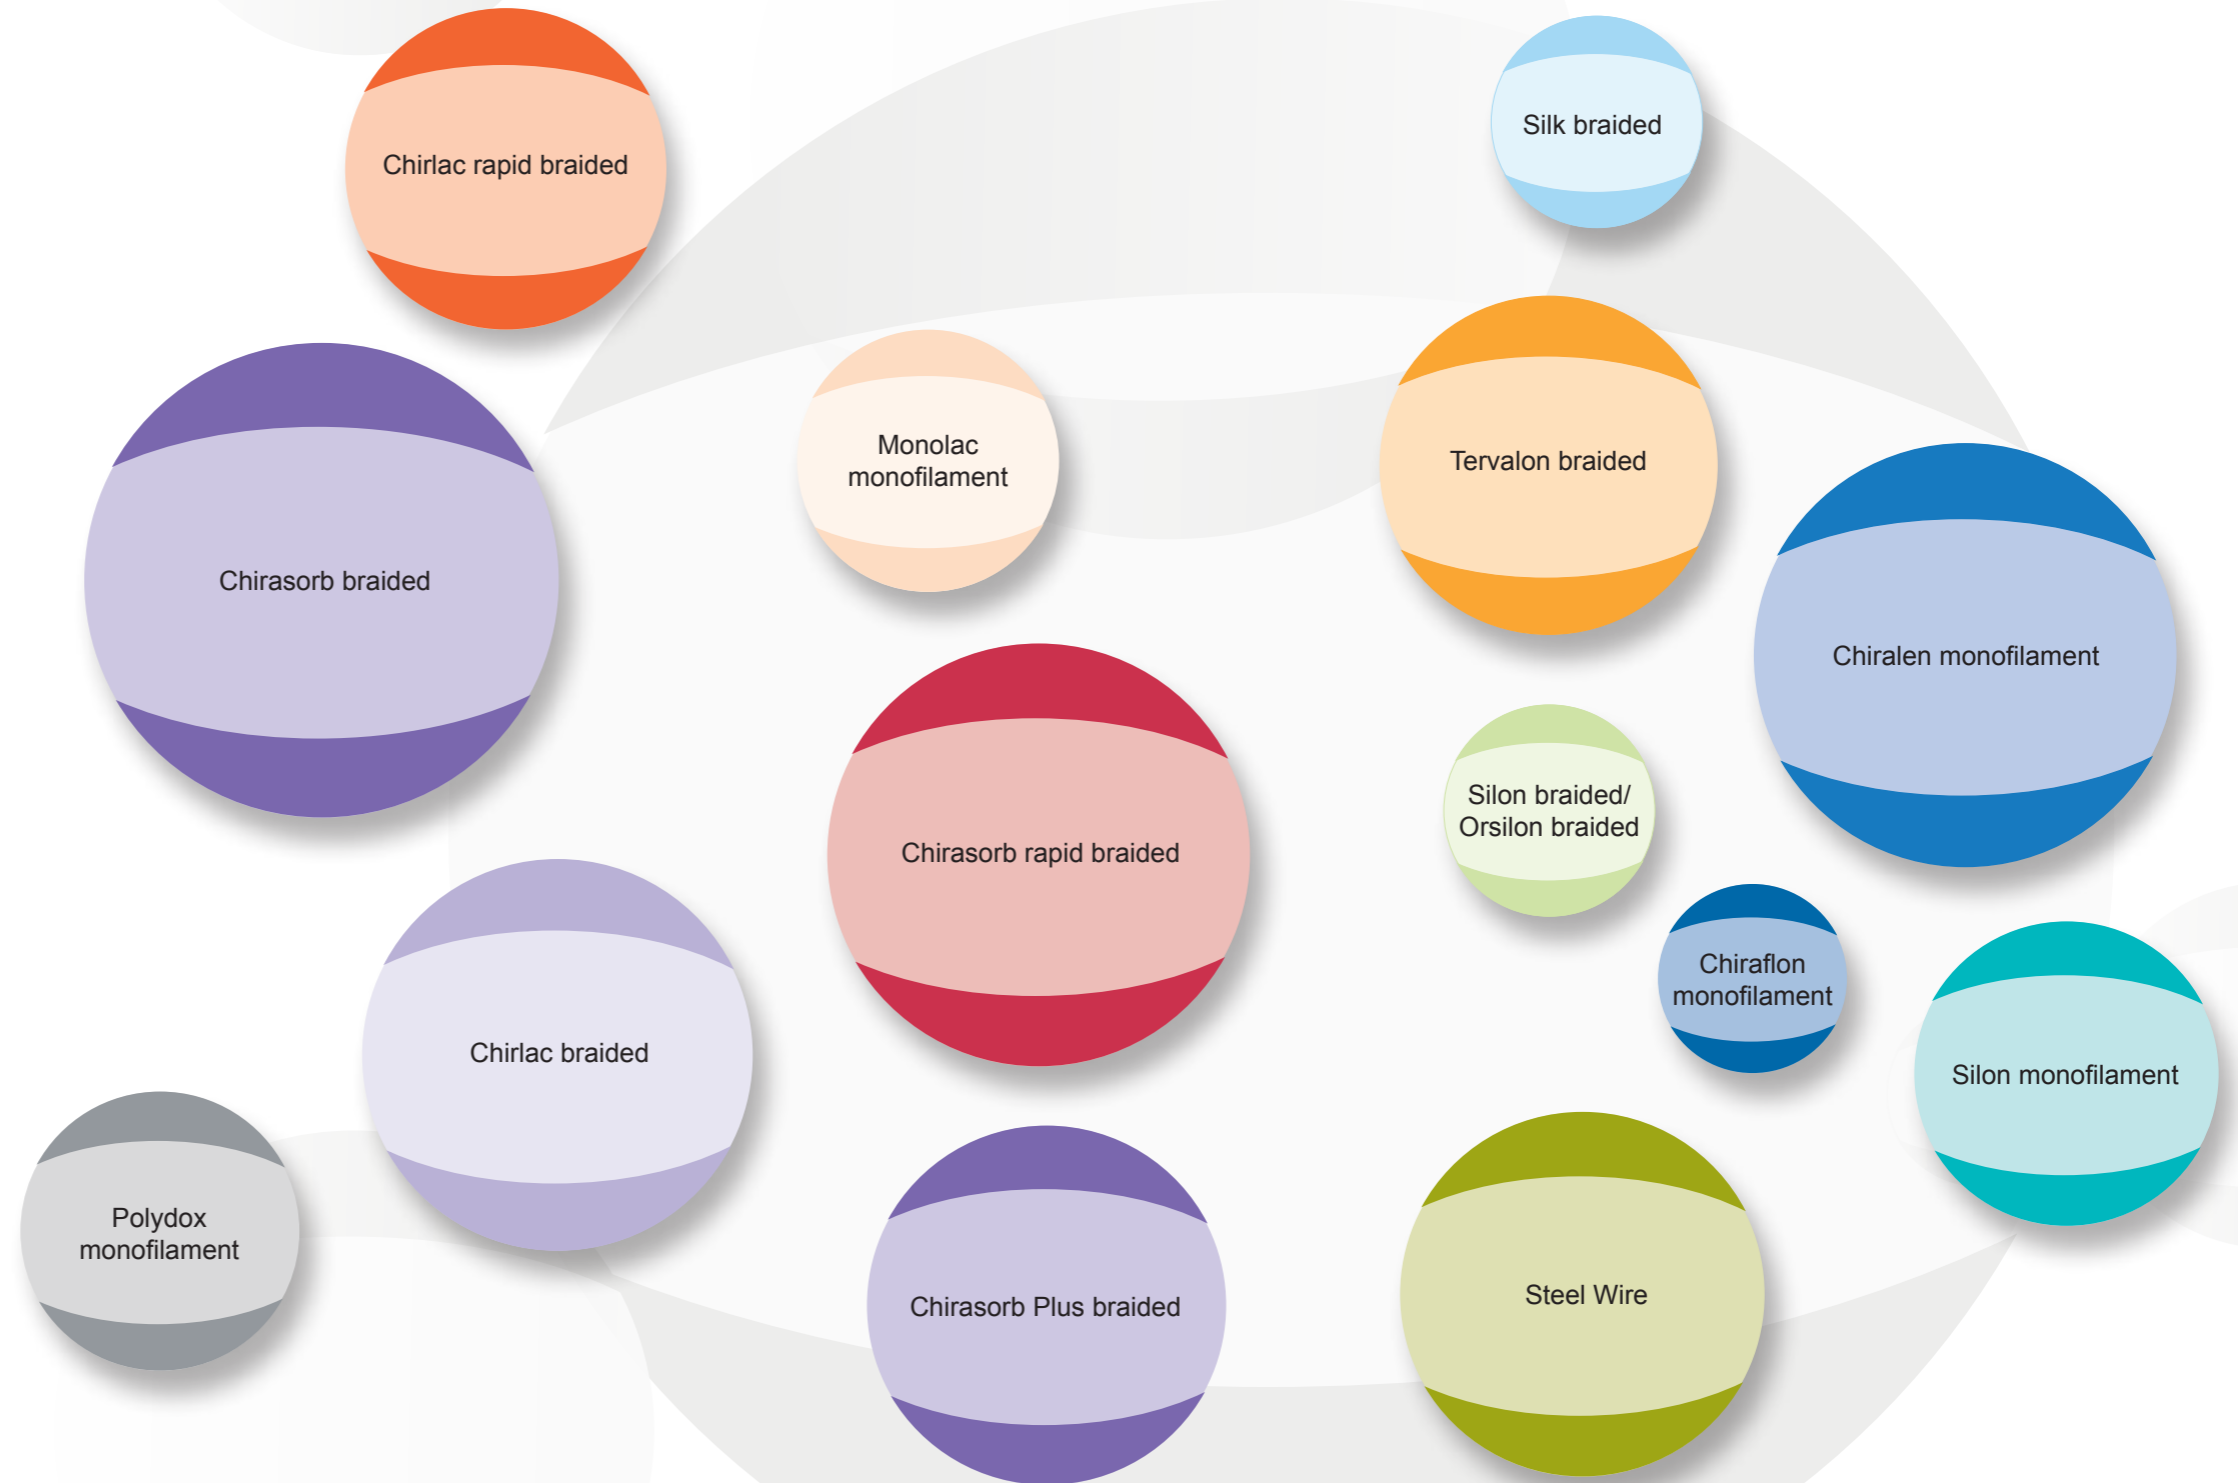 Chirlac rapid braided
Silk braided
Monolac
monofilament
Tervalon braided
Chirasorb braided
Chiralen monofilament
Silon braided/
Orsilon braided
Chirasorb rapid braided
Chiraflon
monofilament
Chirlac braided
Silon monofilament
Polydox
monofilament
Chirasorb Plus braided
Steel Wire